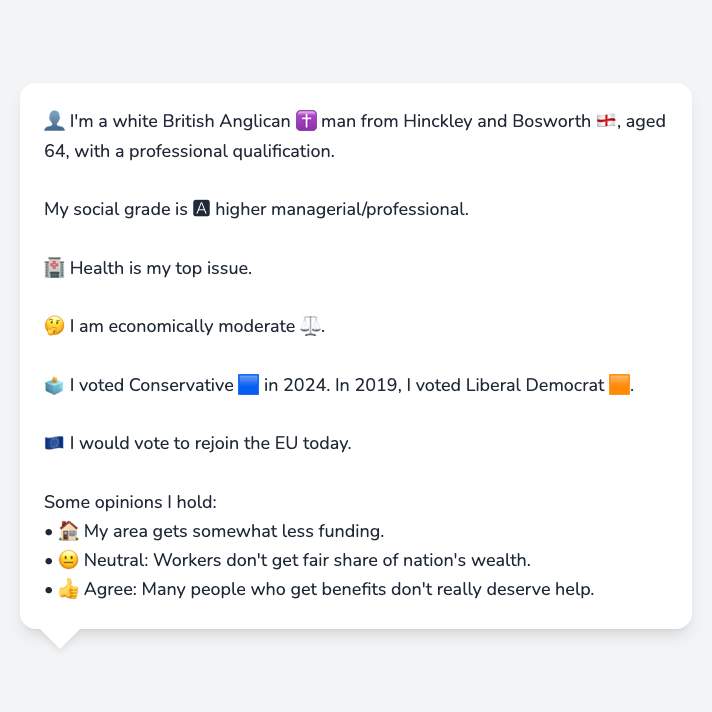 👤 I'm a white British Anglican ✝️ man from Hinckley and Bosworth 🏴󠁧󠁢󠁥󠁮󠁧󠁿, aged
64, with a professional qualification.
My social grade is 🅰 higher managerial/professional.
🏥 Health is my top issue.
🤔 I am economically moderate ⚖️.
🗳️ I voted Conservative 🟦 in 2024. In 2019, I voted Liberal Democrat 🟧.
🇪🇺 I would vote to rejoin the EU today.
Some opinions I hold:
• 🏠 My area gets somewhat less funding.
• 😐 Neutral: Workers don't get fair share of nation's wealth.
• 👍 Agree: Many people who get benefits don't really deserve help.